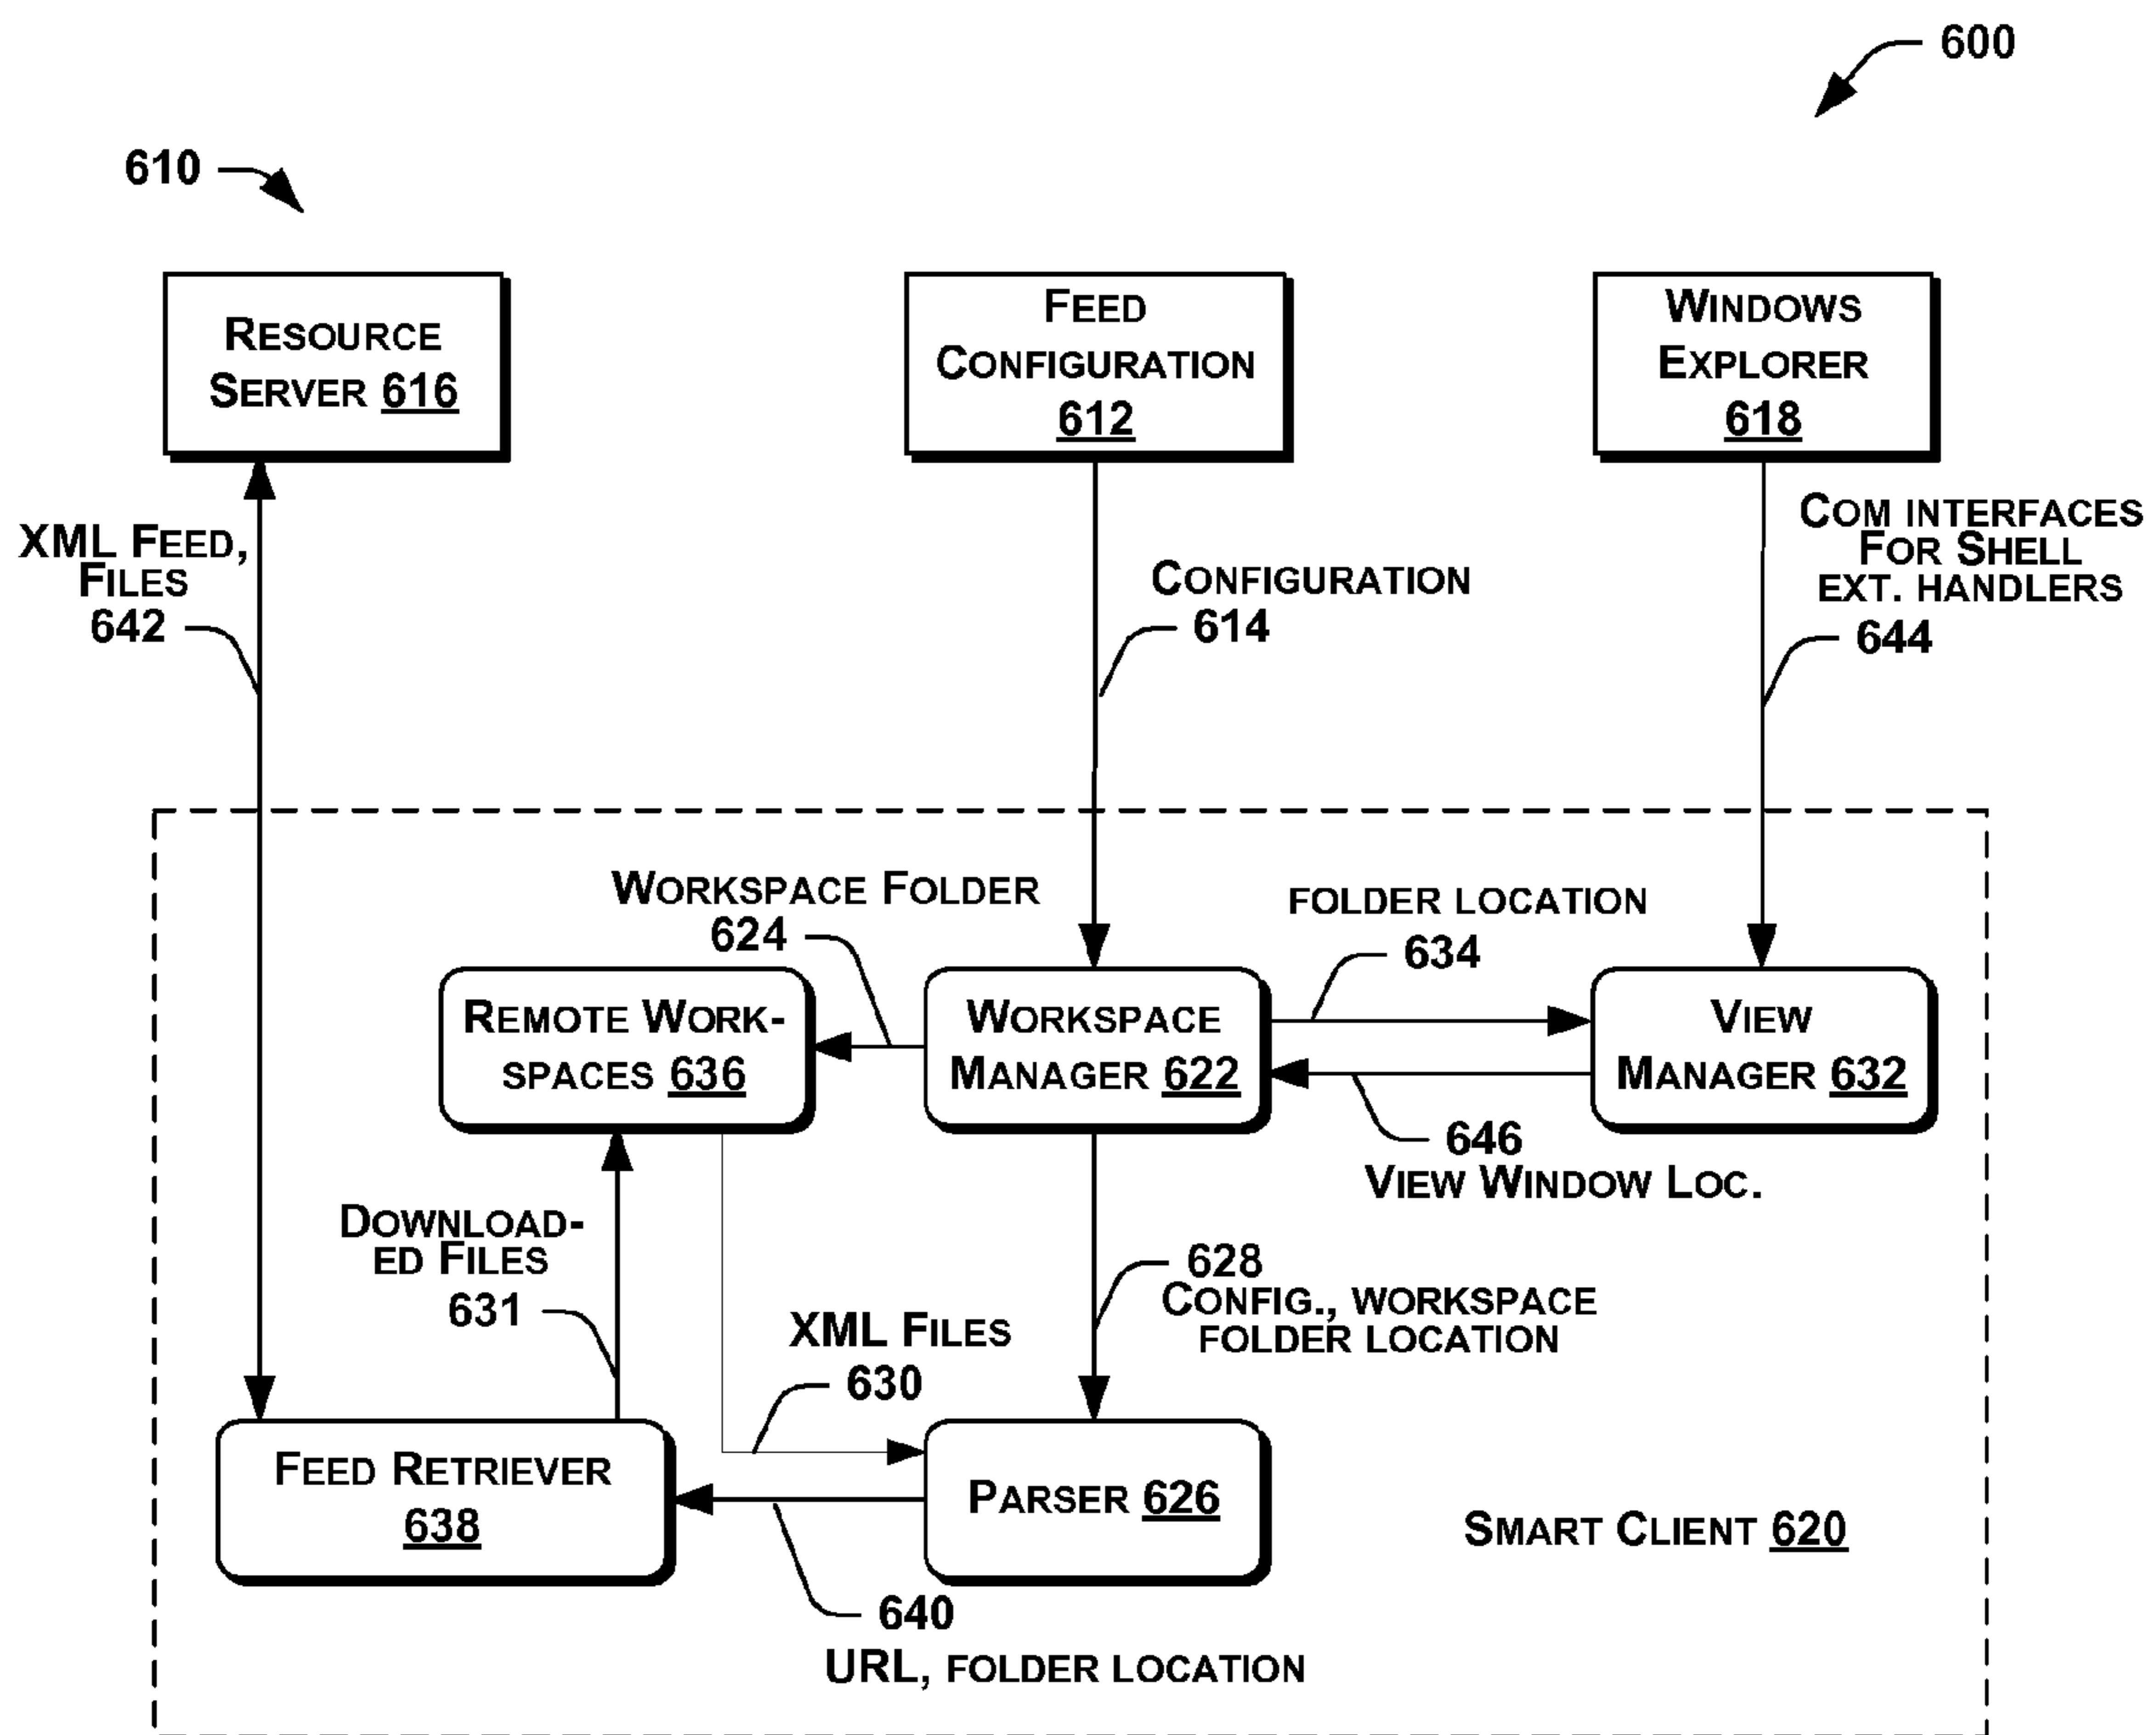 600
610
RESOURCE
SERVER 616
FEED
CONFIGURATION
612
WINDOWS
EXPLORER
618
XML FEED,
FILES
642
CONFIGURATION
614
COM INTERFACES
FOR SHELL
EXT. HANDLERS
644
WORKSPACE FOLDER
624
FOLDER LOCATION
634
REMOTE WORK-
SPACES 636
WORKSPACE
MANAGER 622
VIEW
MANAGER 632
646
VIEW WINDOW LOC.
DOWNLOAD-
ED FILES
631
628
CONFIG., WORKSPACE
FOLDER LOCATION
XML FILES
630
FEED RETRIEVER
638
PARSER 626
SMART CLIENT 620
640
URL, FOLDER LOCATION